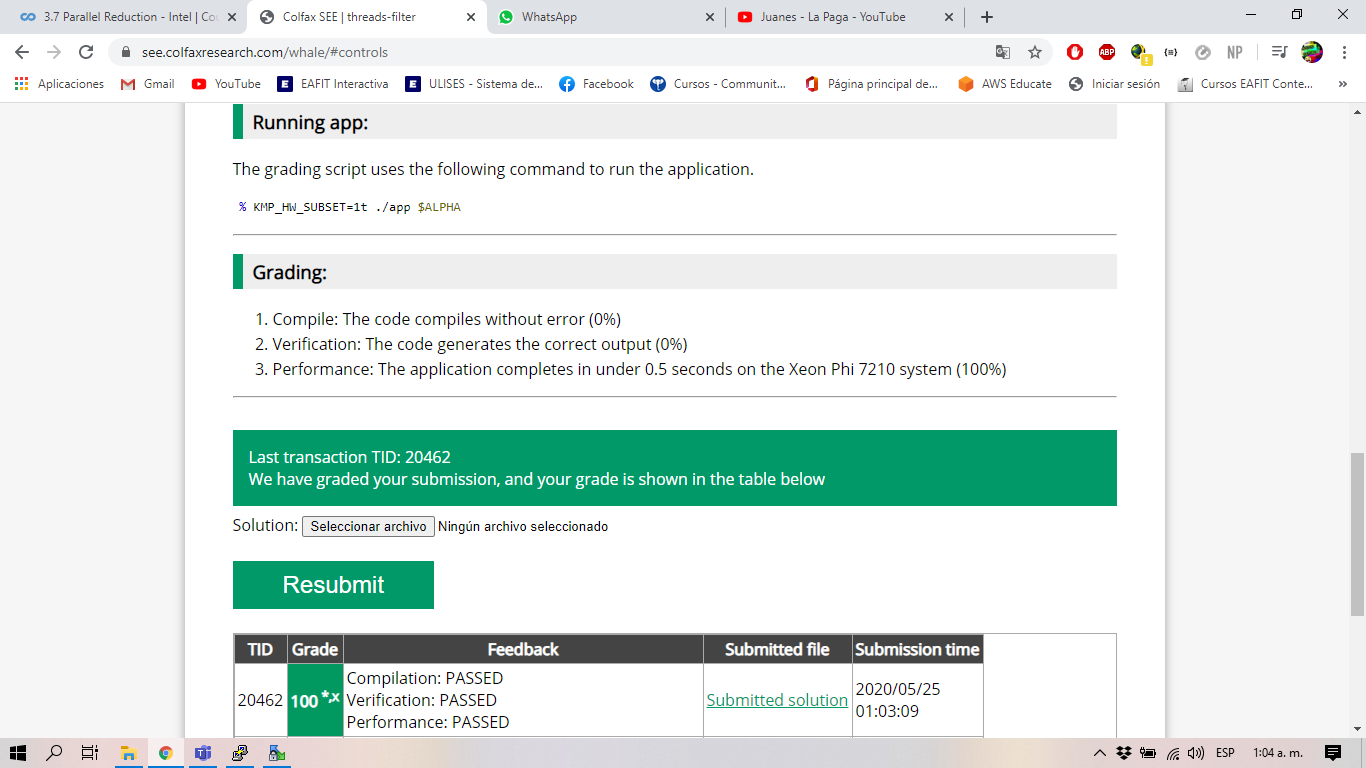 3.7 Parallel Reduction - Intel | Co
Colfax SEE | threads-filter
WhatsApp
Juanes - La Paga - YouTube
see.colfaxresearch.com/whale/#controls
ABP
NP
Aplicaciones
Gmail
YouTube
EAFIT Interactiva
ULISES - Sistema de...
Facebook
Cursos - Communit...
Página principal de...
AWS Educate
Iniciar sesión
Cursos EAFIT Conte...
»
Running app:
The grading script uses the following command to run the application.
% KMP_HW_SUBSET=1t ./app $ALPHA
Grading:
1. Compile: The code compiles without error (0%)
2. Verification: The code generates the correct output (0%)
3. Performance: The application completes in under 0.5 seconds on the Xeon Phi 7210 system (100%)
Last transaction TID: 20462
We have graded your submission, and your grade is shown in the table below
Solution: Seleccionar archivo Ningún archivo seleccionado
Resubmit
TID Grade Feedback Submitted file Submission time
20462 100 *,x
Compilation: PASSED
Verification: PASSED
Performance: PASSED
Submitted solution
2020/05/25
01:03:09
ESP
1:04 a. m.